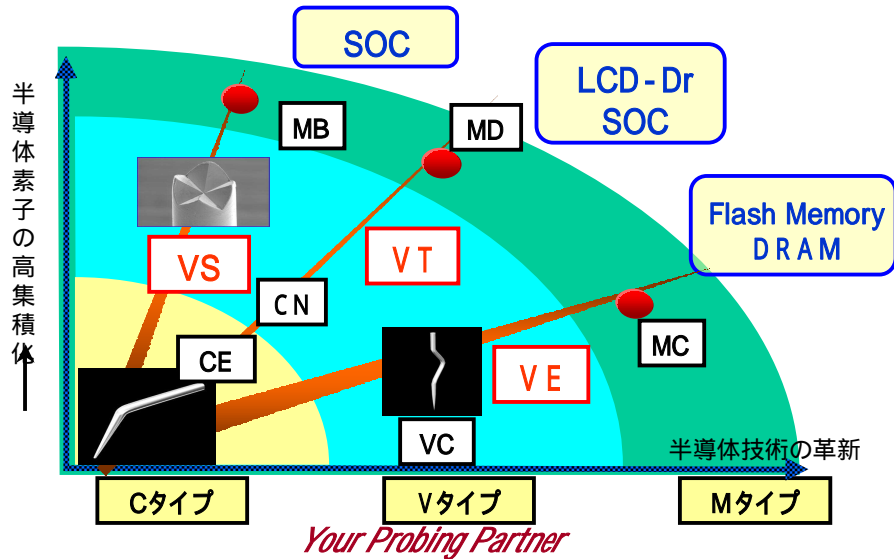 SOC
LCD-Dr
SOC
MB
MD
Flash Memory
DRAM
半導体素子の高集積化
VS
VT
CN
CE
MC
VE
VC
半導体技術の革新
Cタイプ
Vタイプ
Mタイプ
Your Probing Partner